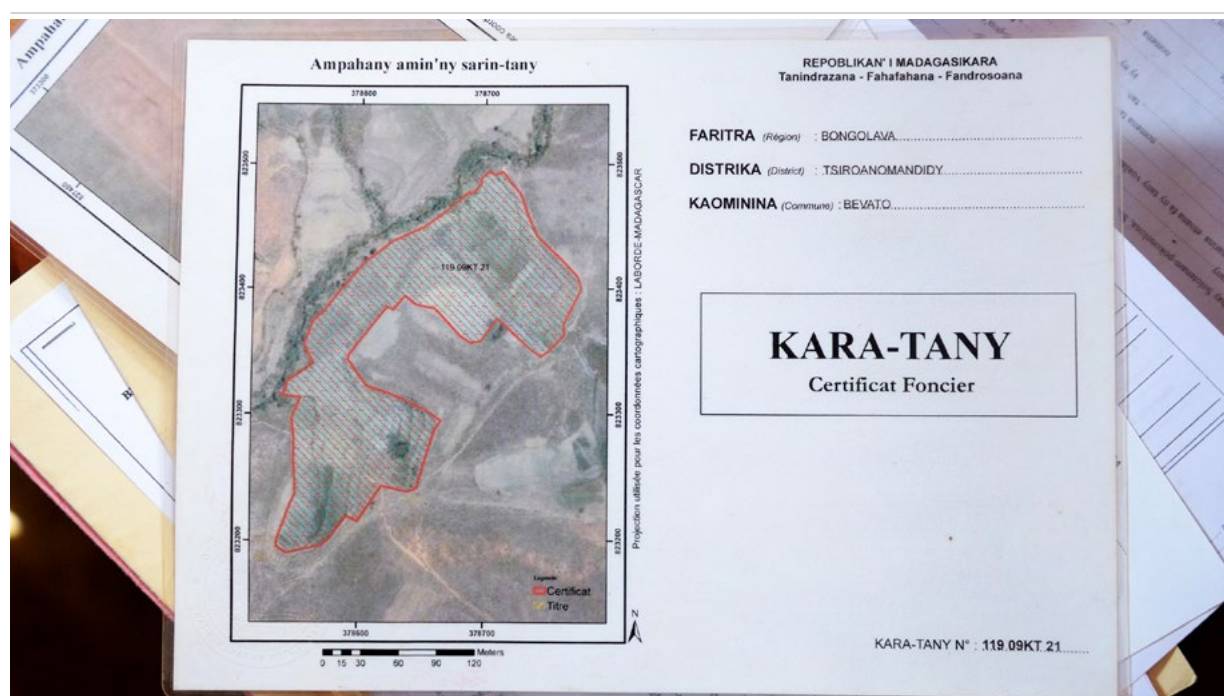 Ampahany amin'ny sarin-tany
378600 378700
823500 823500
823400 823400
823300 823300
823200 823200
119 09KT 21
Legende
Certificat
Titre
378600 378700
Projection utilisée pour les coordonnées cartographiques : LABORDE-MADAGASCAR
N
Meters
0 15 30 60 90 120
REPOBLIKAN' I MADAGASIKARA
Tanindrazana - Fahafahana - Fandrosoana
FARITRA (Région) : BONGOLAVA
DISTRIKA (District) : TSIROANOMANDIDY
KAOMININA (Commune) : BEVATO
KARA-TANY
Certificat Foncier
KARA-TANY N° : 119 09KT 21